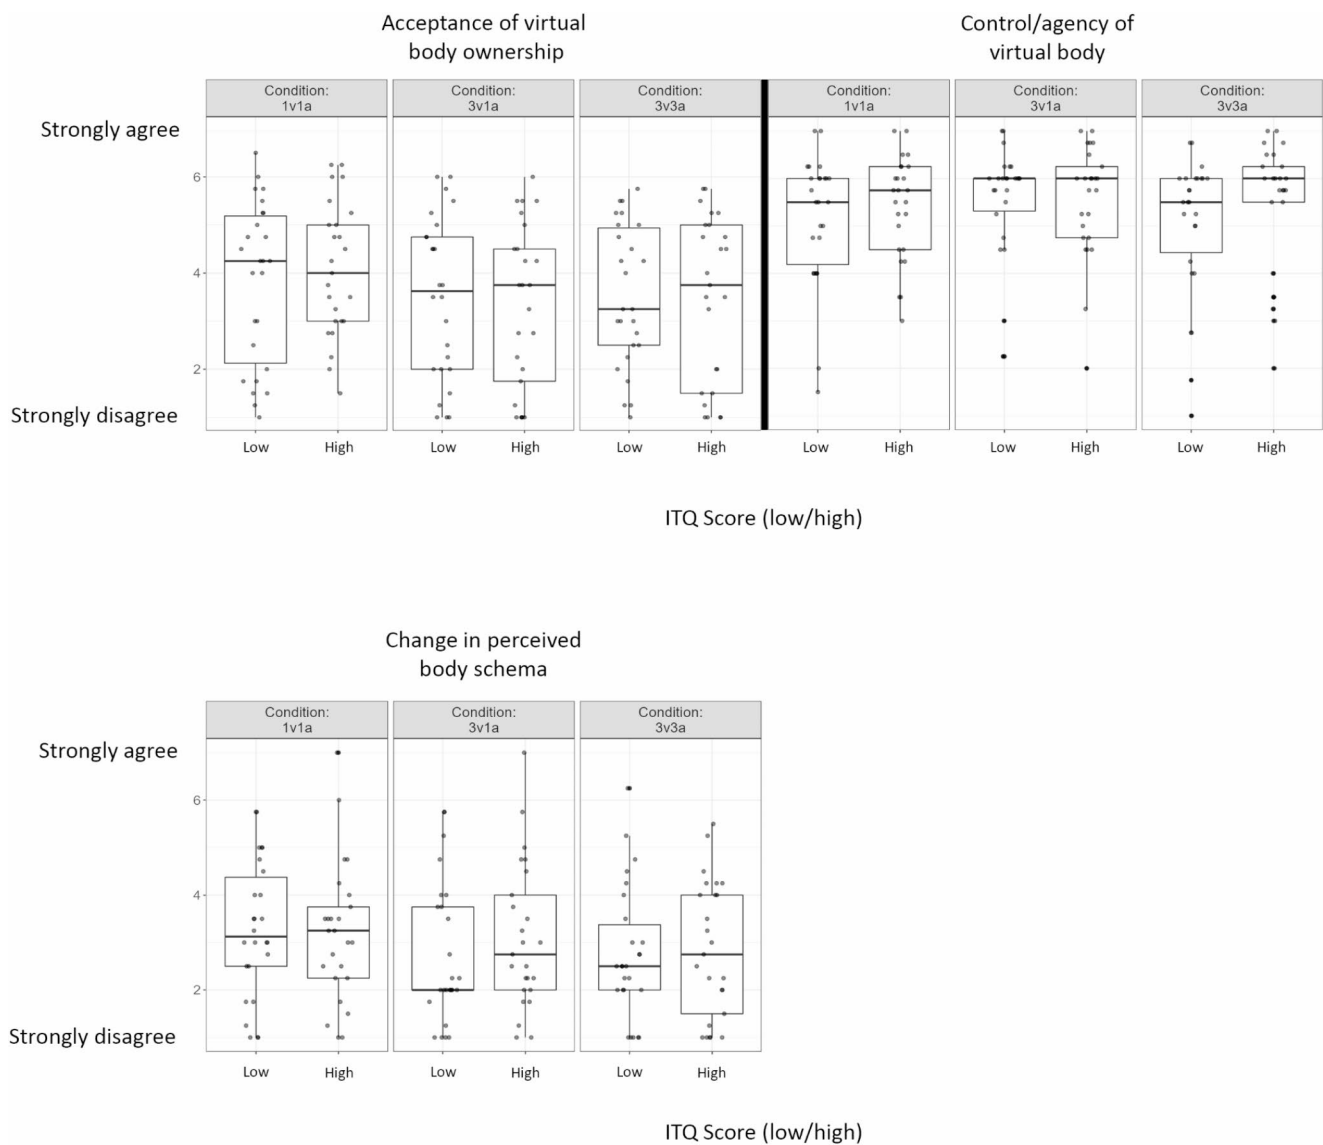 Acceptance of virtual
body ownership
Control/agency of
virtual body
Condition:
1v1a
Condition:
3v1a
Condition:
3v3a
Condition:
1v1a
Condition:
3v1a
Condition:
3v3a
Strongly agree
6
4
2
Strongly disagree
Low High Low High Low High Low High Low High Low High
ITQ Score (low/high)
Change in perceived
body schema
Condition:
1v1a
Condition:
3v1a
Condition:
3v3a
Strongly agree
6
4
2
Strongly disagree
Low High Low High Low High
ITQ Score (low/high)